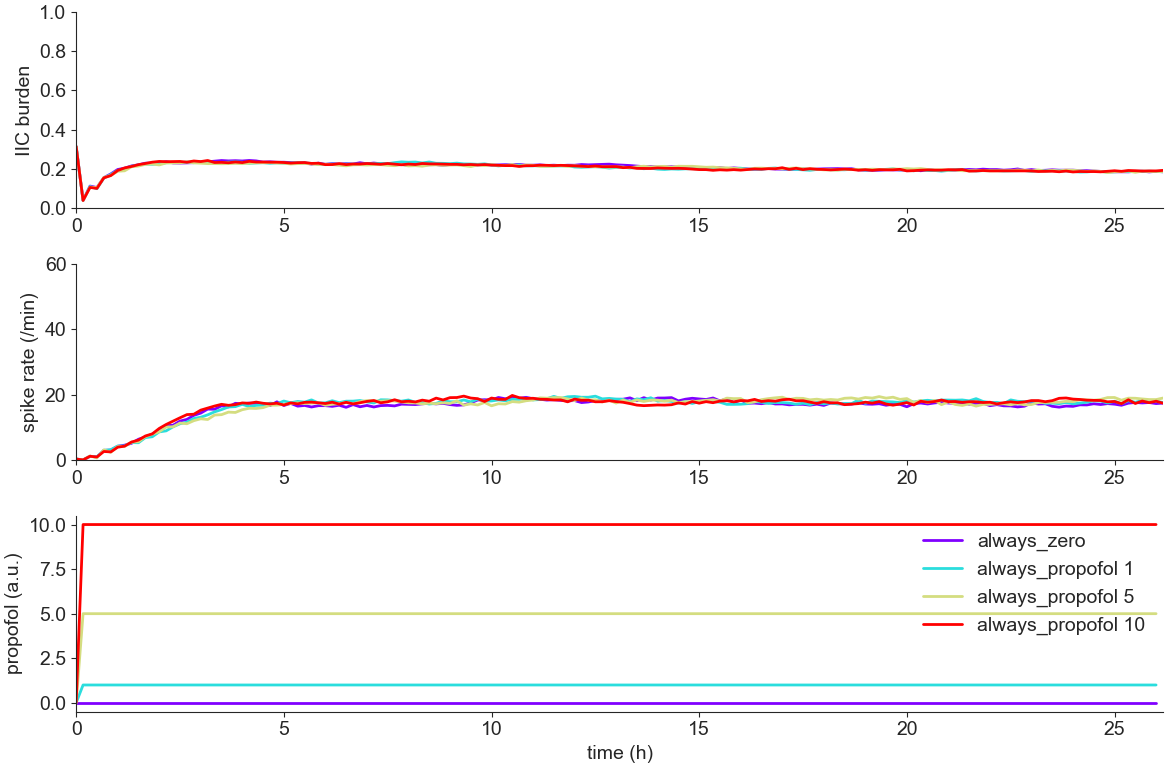 1.0
0.8
0.6
0.4
0.2
0.0
IIC burden
0 5 10 15 20 25
60
40
20
0
spike rate (/min)
0 5 10 15 20 25
10.0
7.5
5.0
2.5
0.0
propofol (a.u.)
always_zero
always_propofol 1
always_propofol 5
always_propofol 10
0 5 10 15 20 25
time (h)